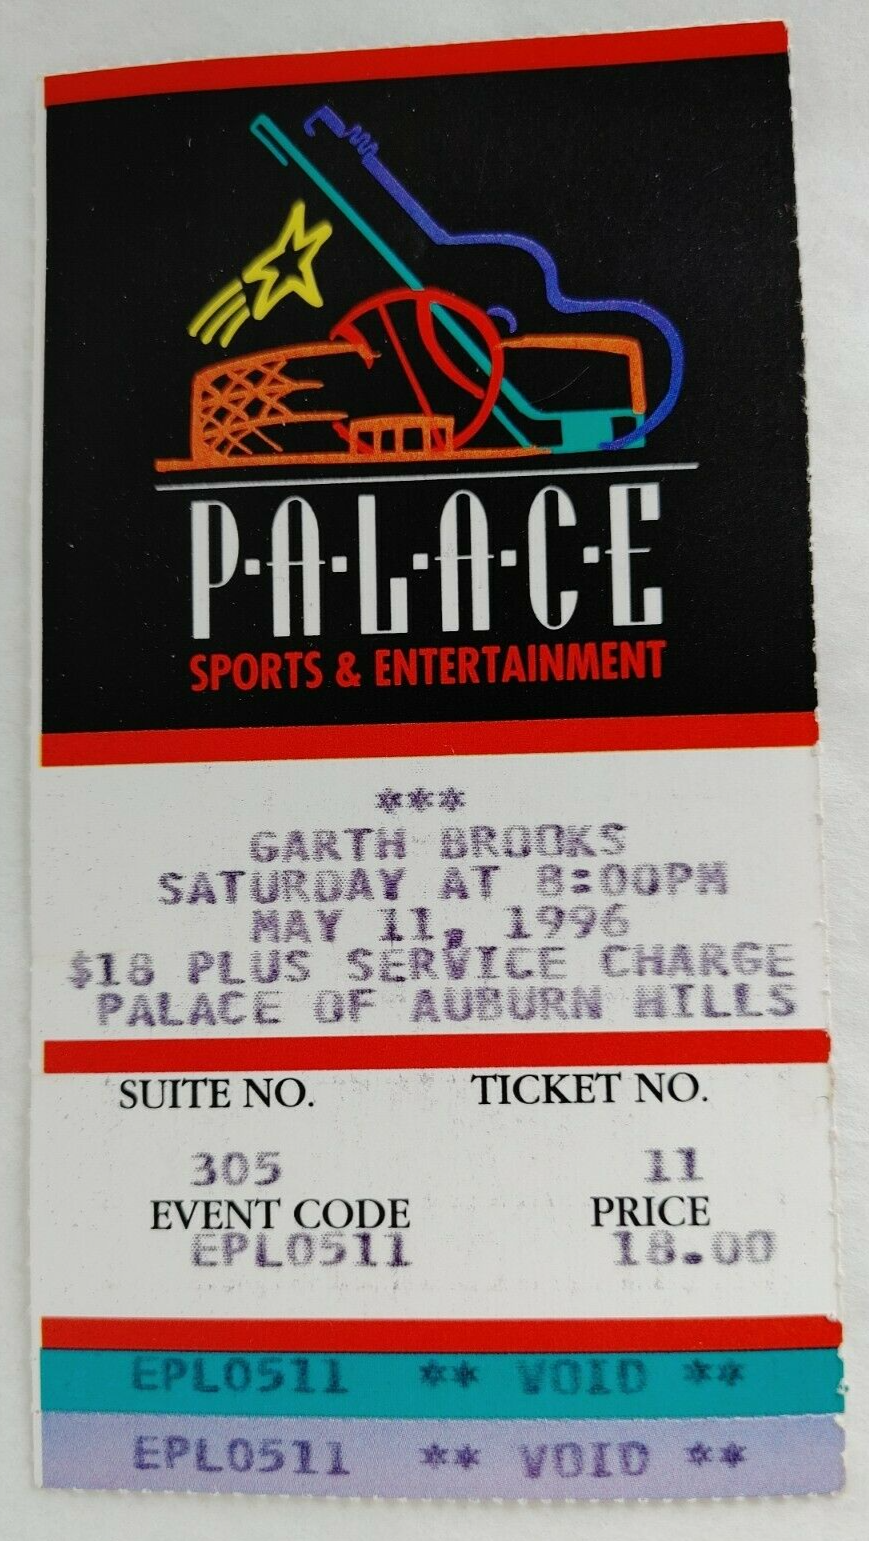 P·A·L·A·C·E
SPORTS & ENTERTAINMENT
***
GARTH BROOKS
SATURDAY AT 8:00PM
MAY 11, 1996
$18 PLUS SERVICE CHARGE
PALACE OF AUBURN HILLS
SUITE NO. TICKET NO.
305 11
EVENT CODE PRICE
EPL0511 18.00
EPL0511 ** VOID **
EPL0511 ** VOID **